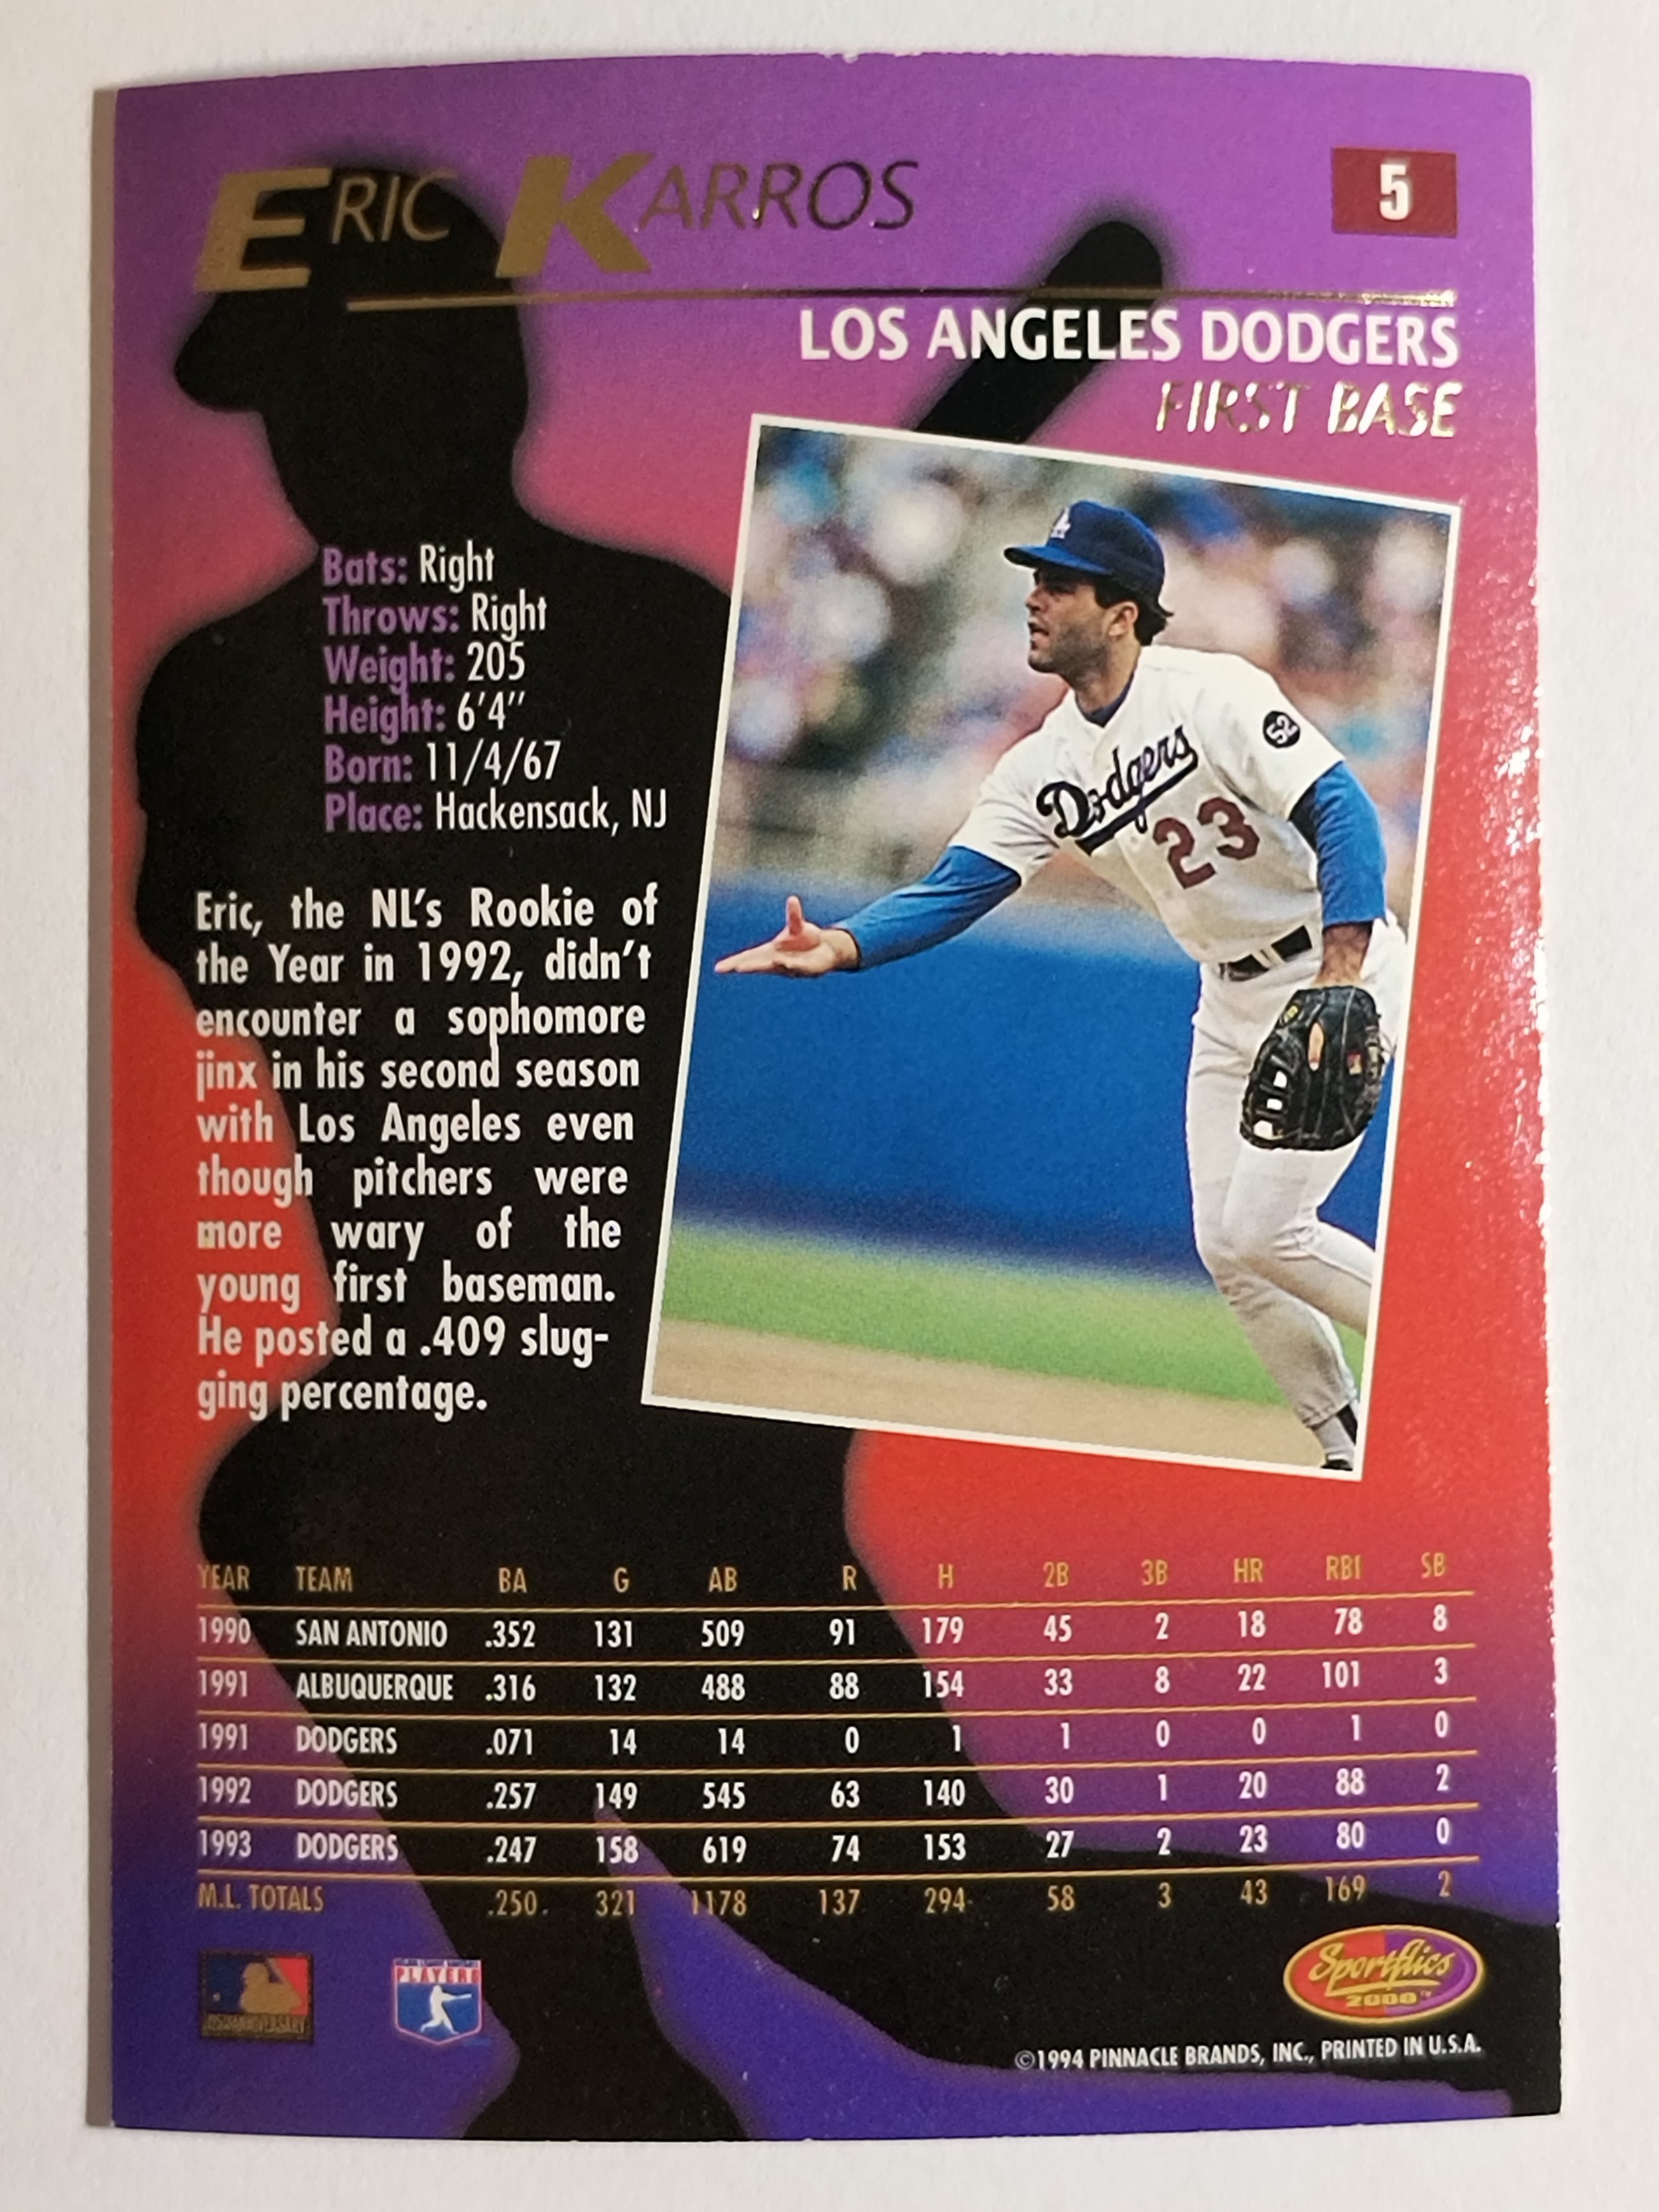 ERIC KARROS
5
LOS ANGELES DODGERS
FIRST BASE
Bats: Right
Throws: Right
Weight: 205
Height: 6'4"
Born: 11/4/67
Place: Hackensack, NJ
Eric, the NL's Rookie of
the Year in 1992, didn't
encounter a sophomore
jinx in his second season
with Los Angeles even
though pitchers were
more wary of the
young first baseman.
He posted a .409 slug-
ging percentage.
LA
52
Dodgers
23
YEAR TEAM BA G AB R H 2B 3B HR RBI SB
1990 SAN ANTONIO .352 131 509 91 179 45 2 18 78 8
1991 ALBUQUERQUE .316 132 488 88 154 33 8 22 101 3
1991 DODGERS .071 14 14 0 1 1 0 0 1 0
1992 DODGERS .257 149 545 63 140 30 1 20 88 2
1993 DODGERS .247 158 619 74 153 27 2 23 80 0
M.L. TOTALS .250 321 1178 137 294 58 3 43 169 2
125TH ANNIVERSARY
PLAYERS
Sportflics
2000™
©1994 PINNACLE BRANDS, INC., PRINTED IN U.S.A.